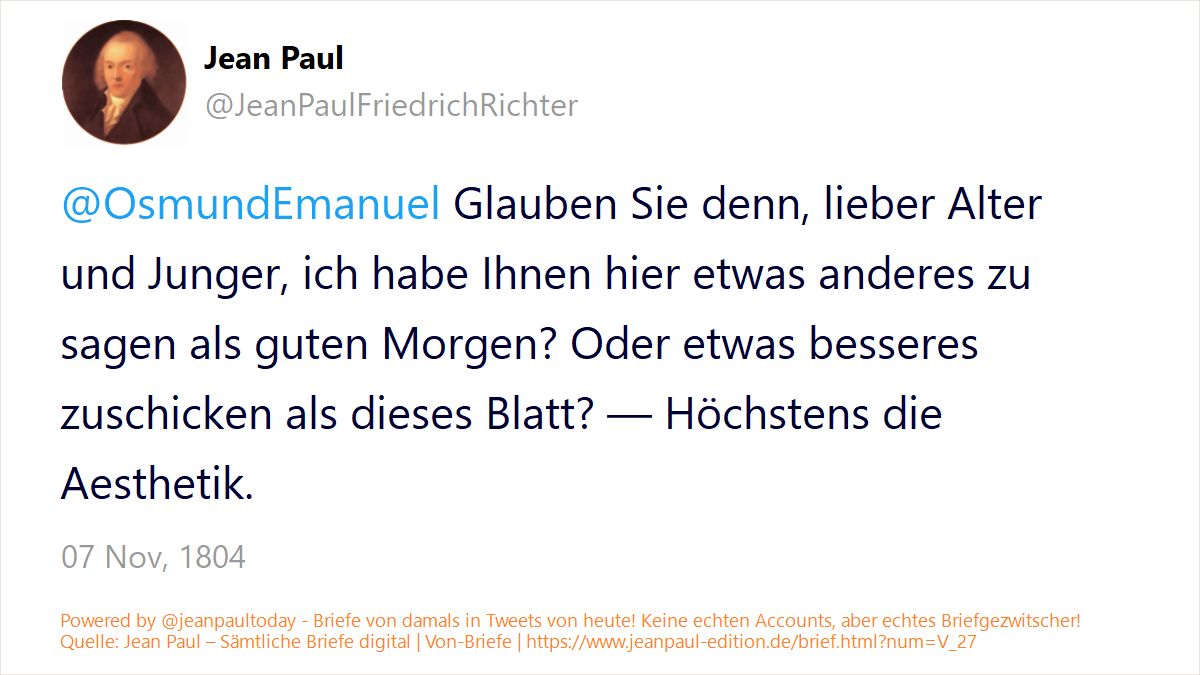 Jean Paul
@JeanPaulFriedrichRichter
@OsmundEmanuel Glauben Sie denn, lieber Alter
und Junger, ich habe Ihnen hier etwas anderes zu
sagen als guten Morgen? Oder etwas besseres
zuschicken als dieses Blatt? — Höchstens die
Aesthetik.
07 Nov, 1804
Powered by @jeanpaultoday - Briefe von damals in Tweets von heute! Keine echten Accounts, aber echtes Briefgezwitscher!
Quelle: Jean Paul – Sämtliche Briefe digital | Von-Briefe | https://www.jeanpaul-edition.de/brief.html?num=V_27